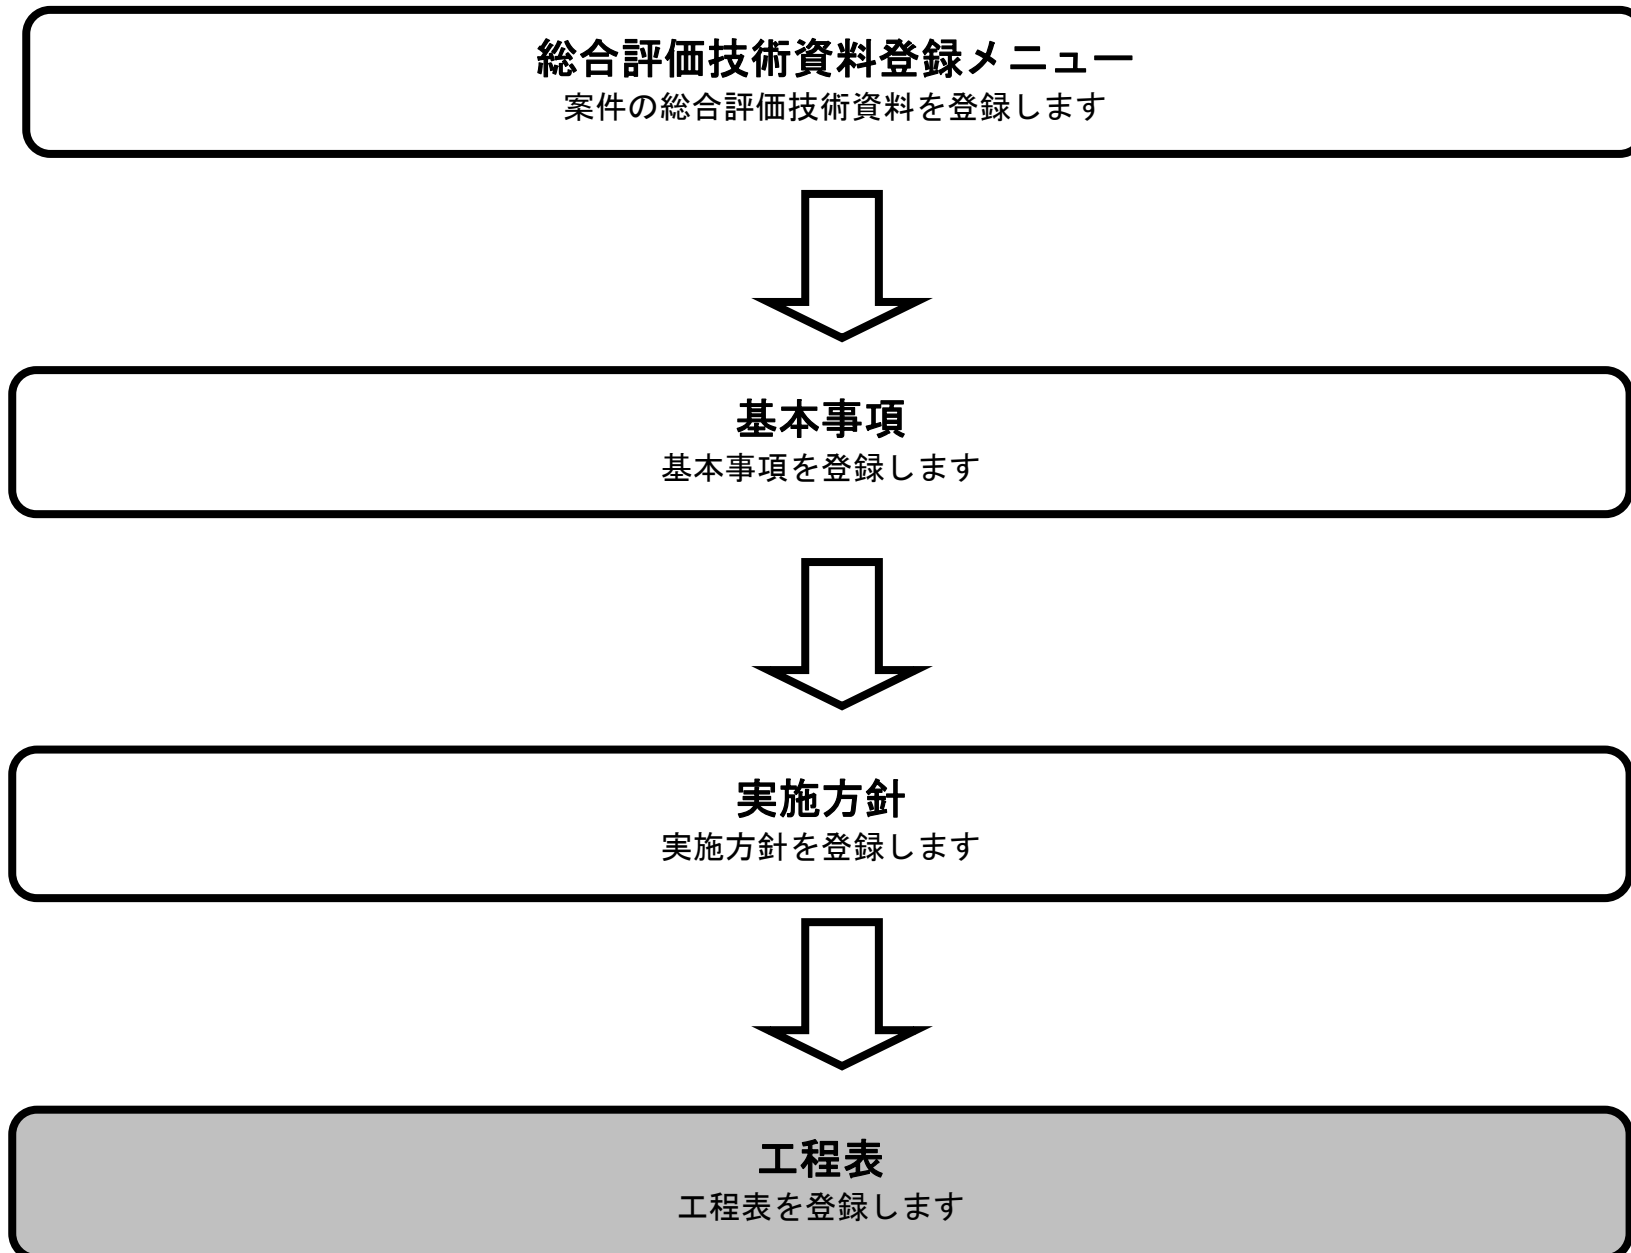 総合評価技術資料登録メニュー
案件の総合評価技術資料を登録します
基本事項
基本事項を登録します
実施方針
実施方針を登録します
工程表
工程表を登録します